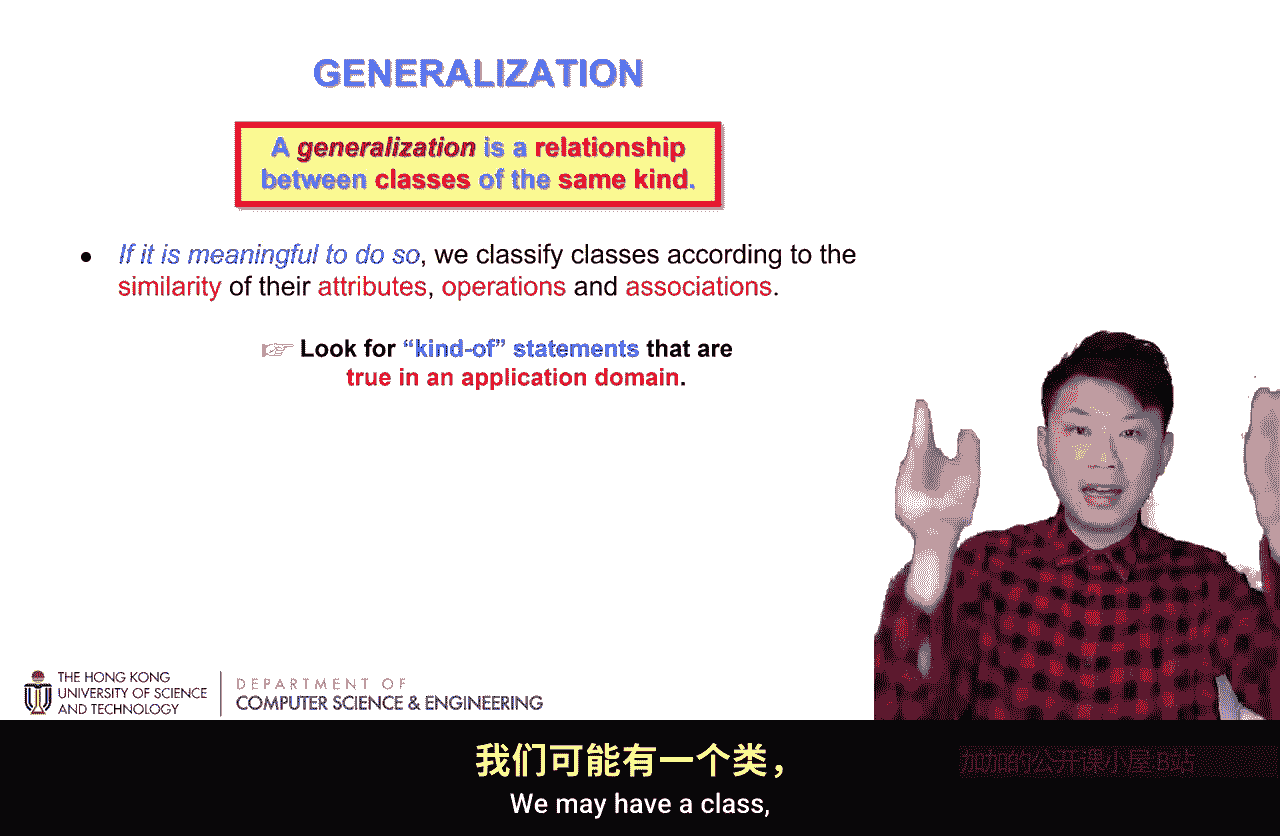 GENERALIZATION
A generalization is a relationship
between classes of the same kind.
• If it is meaningful to do so, we classify classes according to the
similarity of their attributes, operations and associations.
☞ Look for “kind-of” statements that are
true in an application domain.
THE HONG KONG
UNIVERSITY OF SCIENCE
AND TECHNOLOGY
DEPARTMENT OF
COMPUTER SCIENCE & ENGINEERING
我们可能有一个类，
加加的公开课小屋·B站
We may have a class,